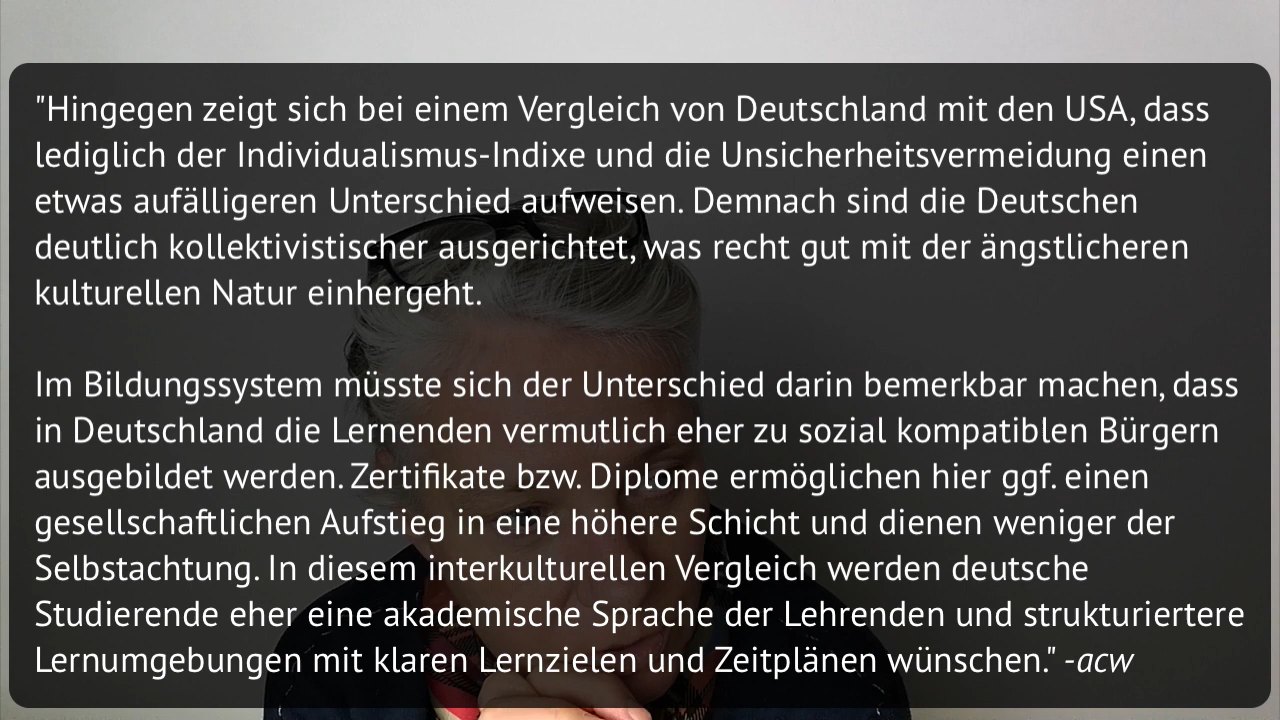 "Hingegen zeigt sich bei einem Vergleich von Deutschland mit den USA, dass
lediglich der Individualismus-Indixe und die Unsicherheitsvermeidung einen
etwas aufälligeren Unterschied aufweisen. Demnach sind die Deutschen
deutlich kollektivistischer ausgerichtet, was recht gut mit der ängstlicheren
kulturellen Natur einhergeht.
Im Bildungssystem müsste sich der Unterschied darin bemerkbar machen, dass
in Deutschland die Lernenden vermutlich eher zu sozial kompatiblen Bürgern
ausgebildet werden. Zertifikate bzw. Diplome ermöglichen hier ggf. einen
gesellschaftlichen Aufstieg in eine höhere Schicht und dienen weniger der
Selbstachtung. In diesem interkulturellen Vergleich werden deutsche
Studierende eher eine akademische Sprache der Lehrenden und strukturiertere
Lernumgebungen mit klaren Lernzielen und Zeitplänen wünschen." -acw